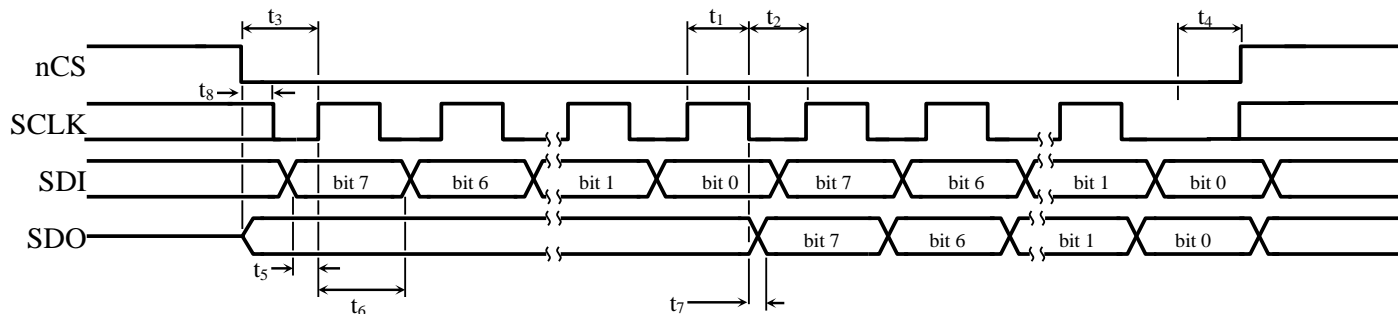 t₃ t₁ t₂ t₄
nCS
t₈
SCLK
SDI bit 7 bit 6 bit 1 bit 0 bit 7 bit 6 bit 1 bit 0
SDO bit 7 bit 6 bit 1 bit 0
t₅
t₆ t₇